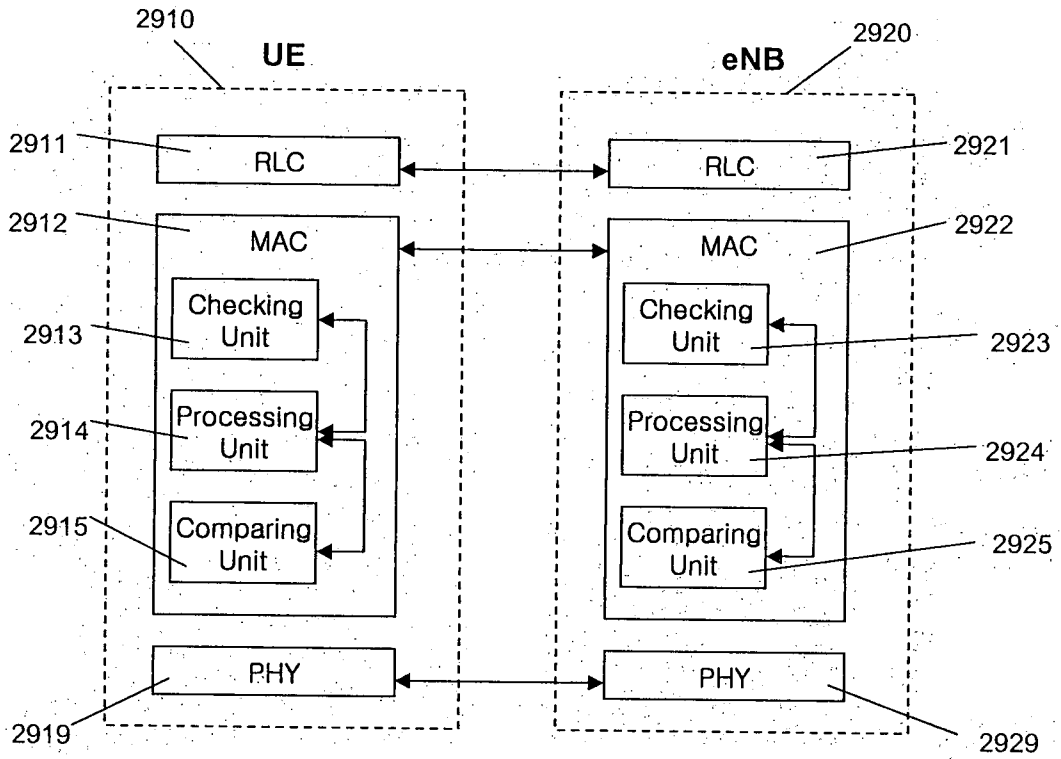 2910
UE
2920
eNB
2911
RLC
2921
RLC
2912
MAC
2922
MAC
Checking
Unit
2913
Checking
Unit
2923
Processing
Unit
2914
Processing
Unit
2924
Comparing
Unit
2915
Comparing
Unit
2925
PHY
2919
PHY
2929